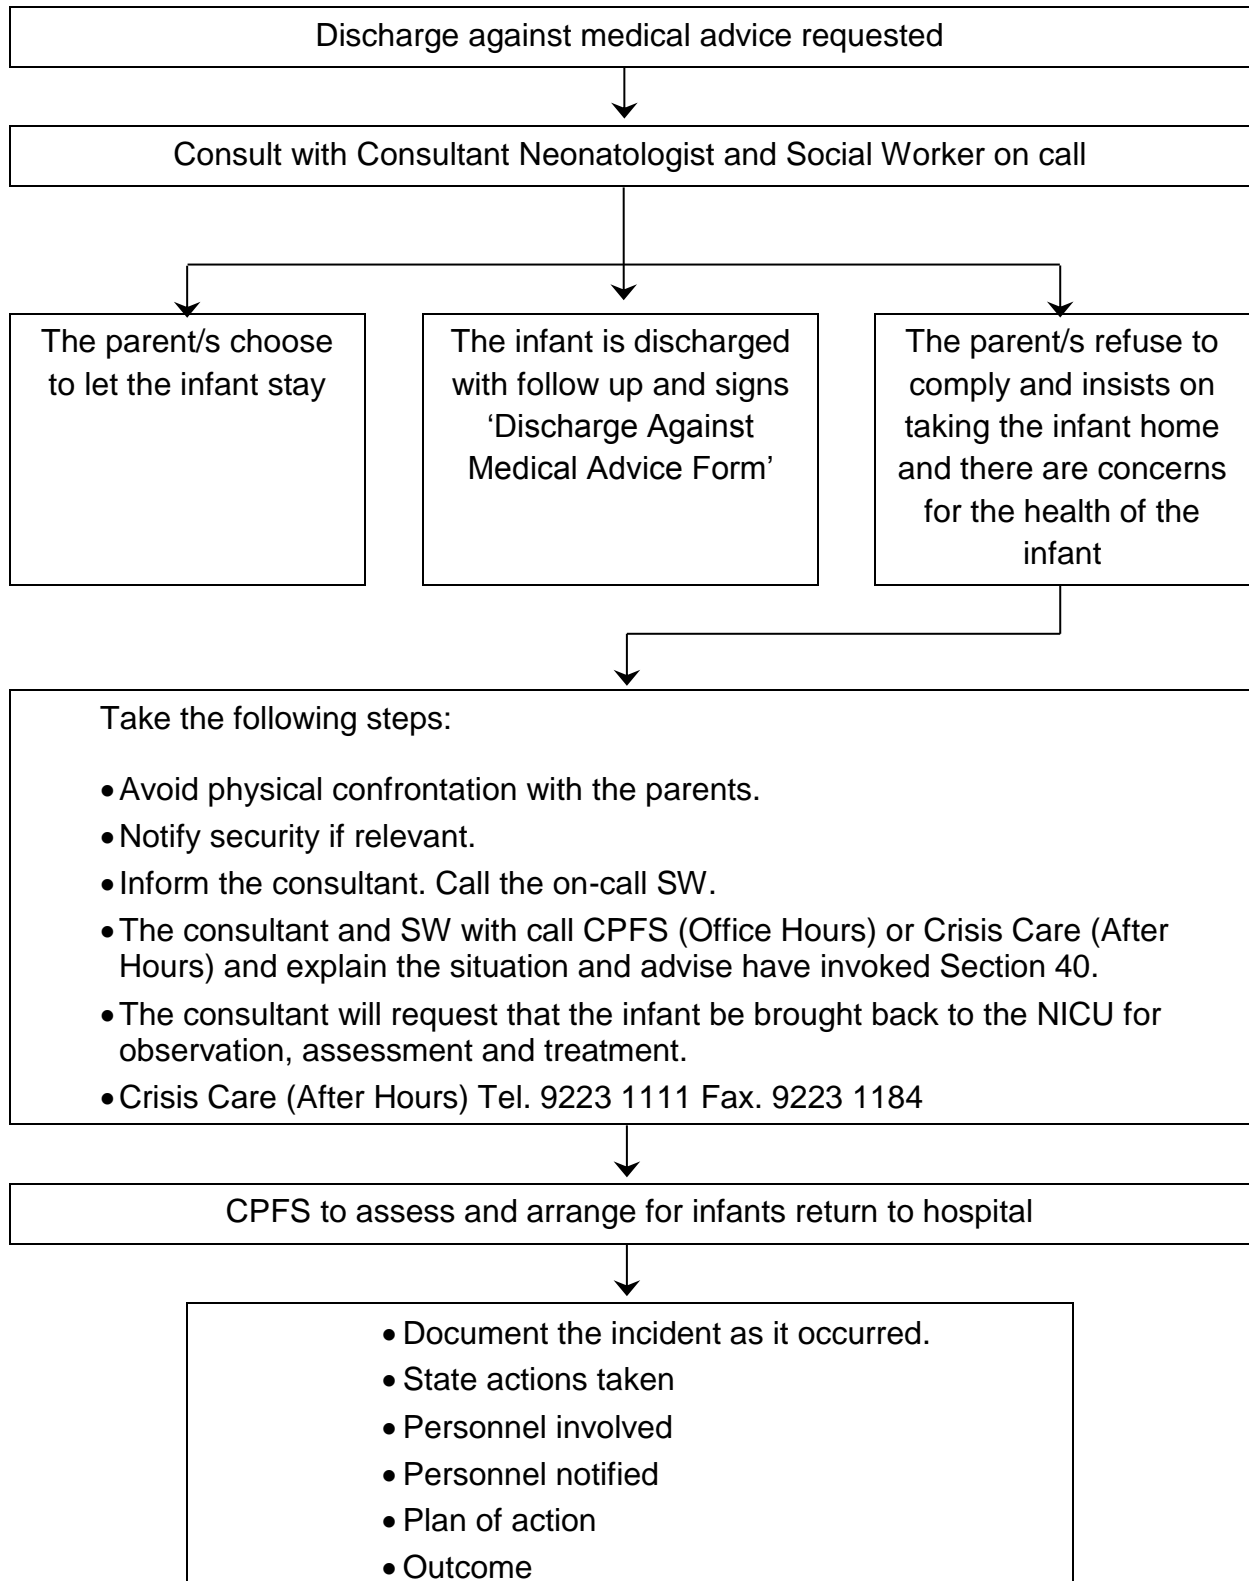 Discharge against medical advice requested
Consult with Consultant Neonatologist and Social Worker on call
The parent/s choose
to let the infant stay
The infant is discharged
with follow up and signs
‘Discharge Against
Medical Advice Form’
The parent/s refuse to
comply and insists on
taking the infant home
and there are concerns
for the health of the
infant
Take the following steps:
• Avoid physical confrontation with the parents.
• Notify security if relevant.
• Inform the consultant. Call the on-call SW.
• The consultant and SW with call CPFS (Office Hours) or Crisis Care (After
Hours) and explain the situation and advise have invoked Section 40.
• The consultant will request that the infant be brought back to the NICU for
observation, assessment and treatment.
• Crisis Care (After Hours) Tel. 9223 1111 Fax. 9223 1184
CPFS to assess and arrange for infants return to hospital
• Document the incident as it occurred.
• State actions taken
• Personnel involved
• Personnel notified
• Plan of action
• Outcome